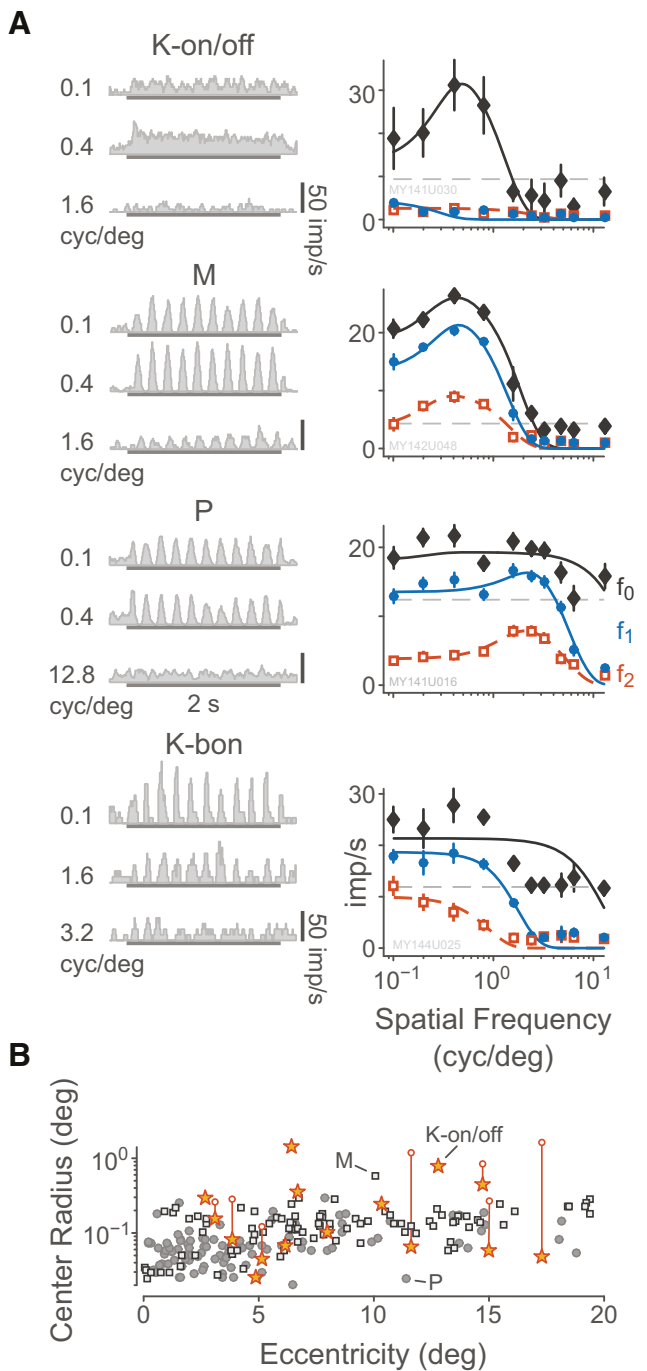 A
K-on/off
0.1
0.4
1.6
cyc/deg
50 imp/s
30
0
MY141U030
M
0.1
0.4
1.6
cyc/deg
20
0
MY142U048
P
0.1
0.4
12.8
cyc/deg
2 s
20
0
MY141U016
f0
f1
f2
K-bon
0.1
1.6
3.2
cyc/deg
50 imp/s
imp/s
30
0
MY144U025
10⁻¹ 10⁰ 10¹
Spatial Frequency
(cyc/deg)
B
Center Radius (deg)
10⁰
10⁻¹
M
K-on/off
P
0 5 10 15 20
Eccentricity (deg)